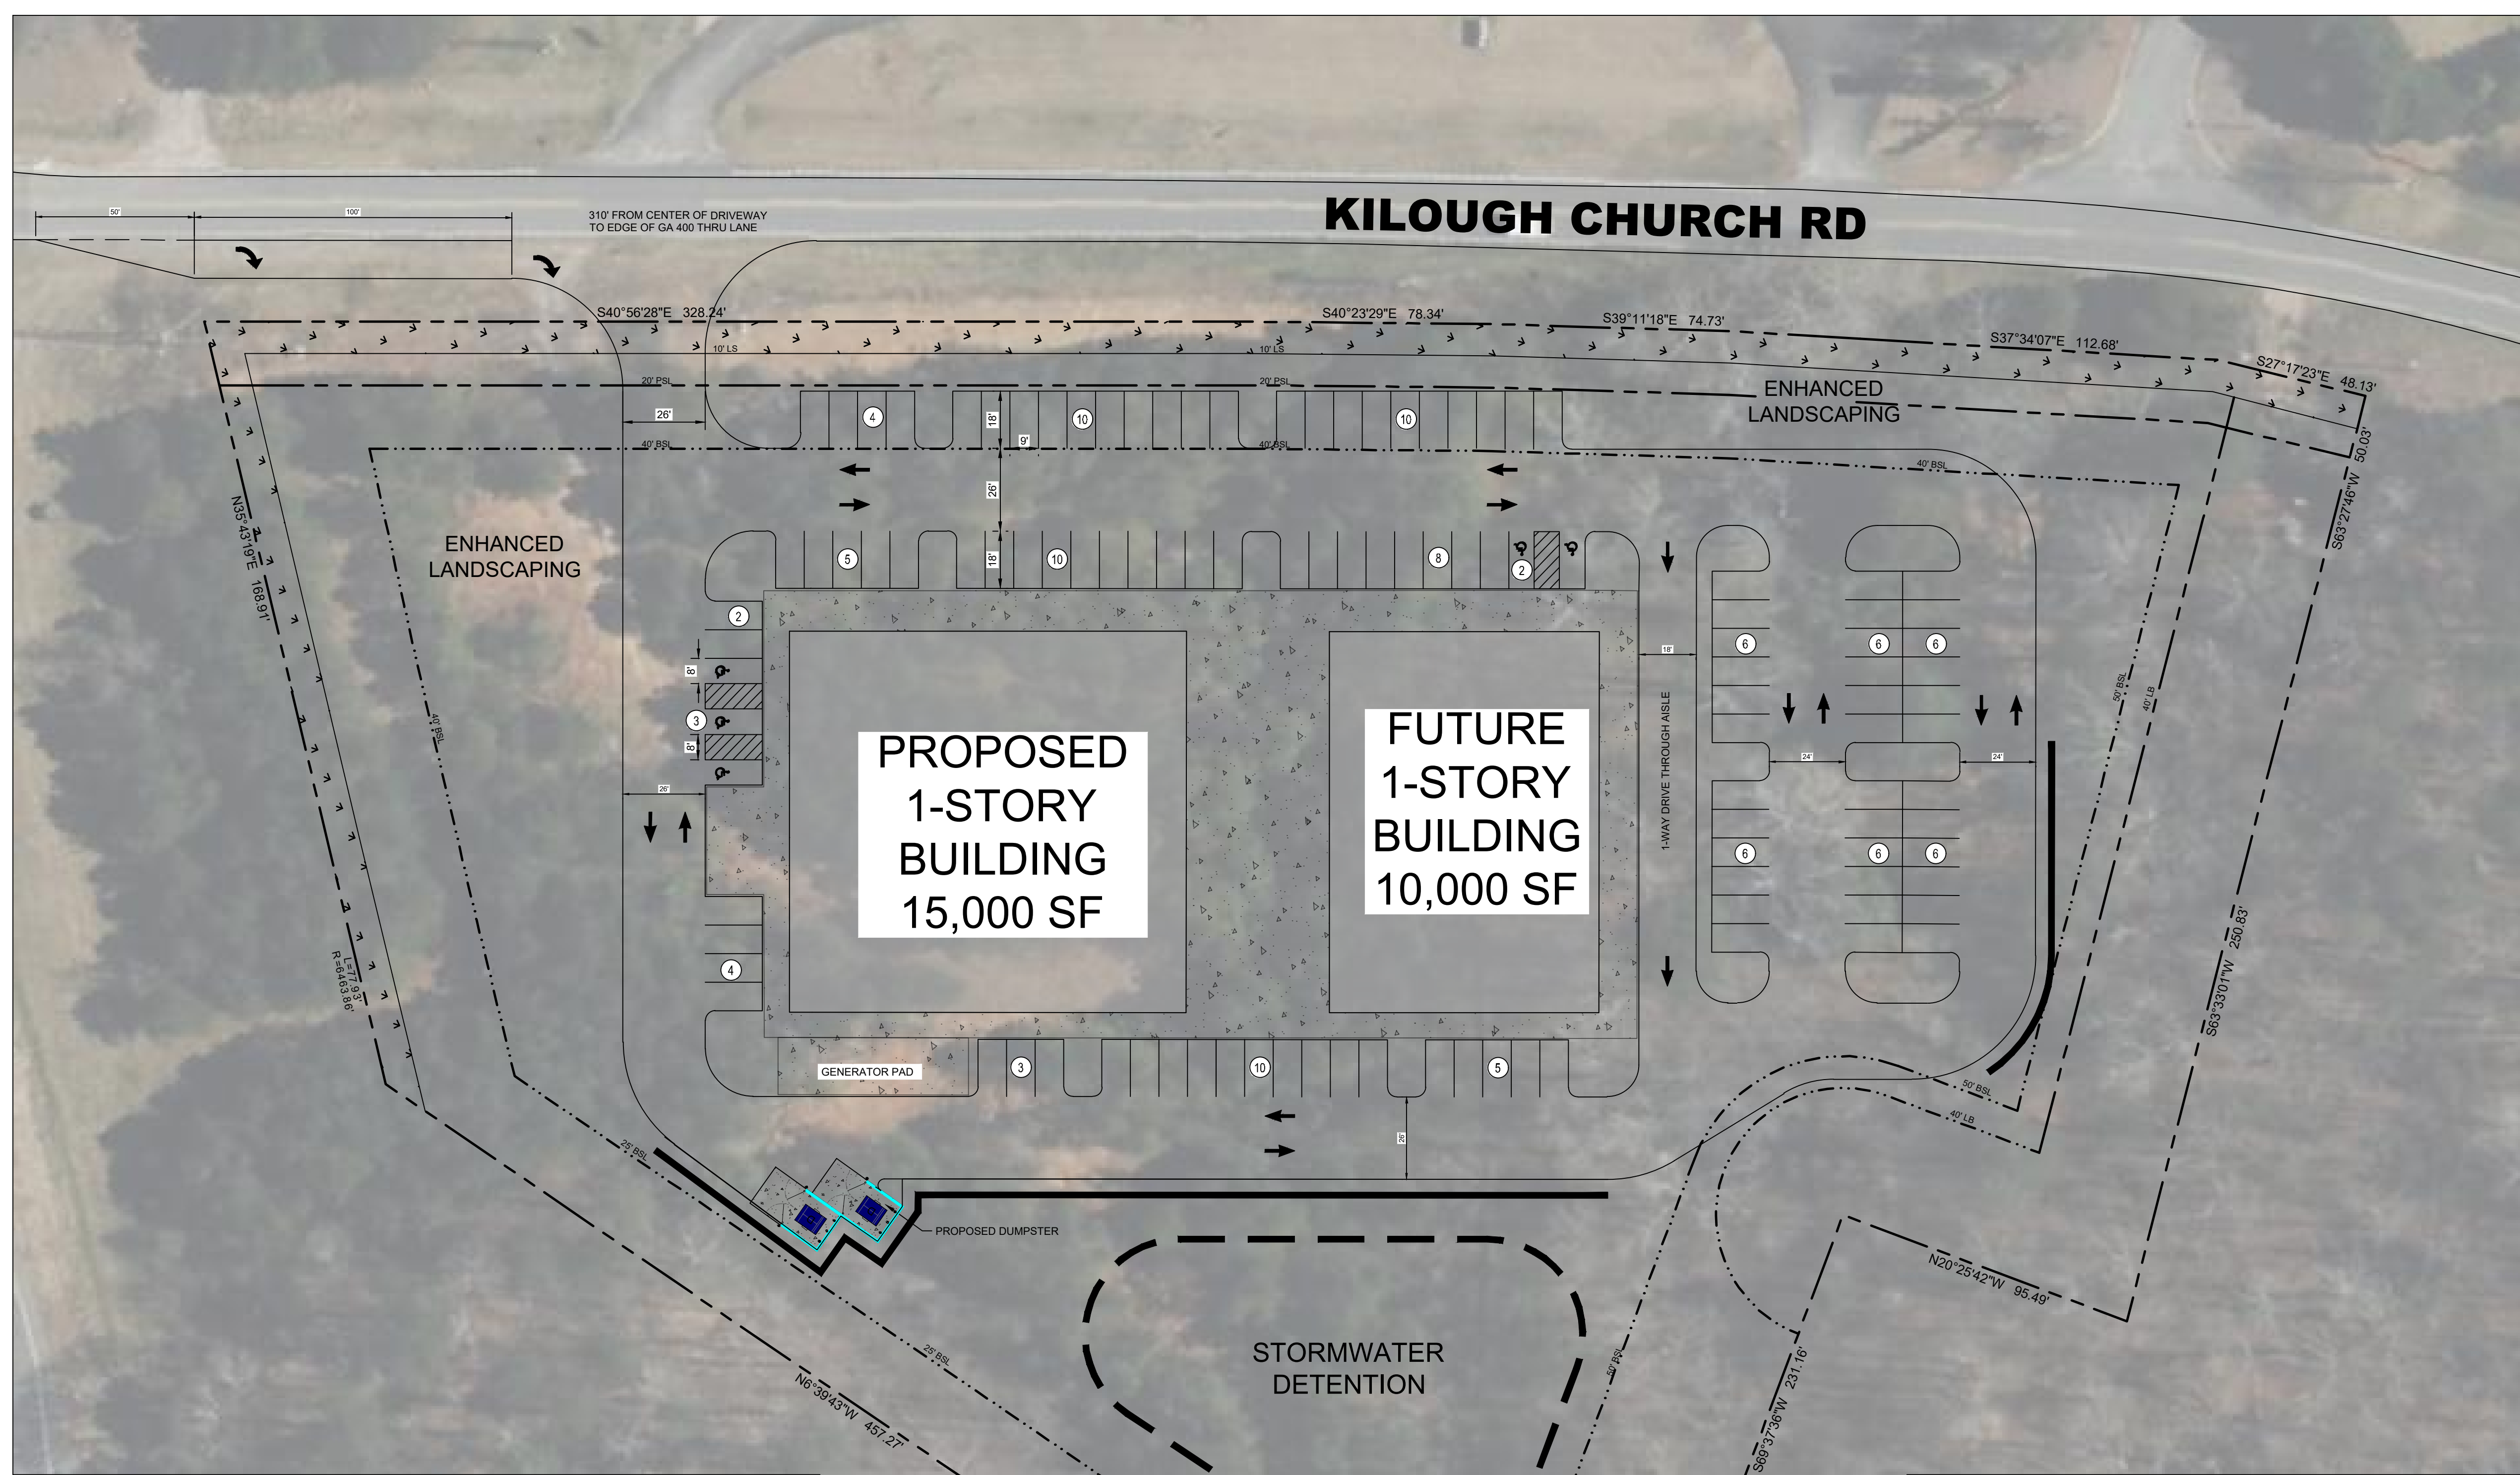 KILOUGH CHURCH RD
50'
100'
310' FROM CENTER OF DRIVEWAY
TO EDGE OF GA 400 THRU LANE
S40°56'28"E 328.24'
S40°23'29"E 78.34'
S39°11'18"E 74.73'
S37°34'07"E 112.68'
S27°17'23"E 48.13'
10' LS
10' LS
20' PSL
20' PSL
ENHANCED
LANDSCAPING
26'
4
18'
10
10
9'
40' BSL
40' BSL
40' BSL
S63°27'46"W 50.03'
26'
N35°43'19"E 168.91'
ENHANCED
LANDSCAPING
5
18'
10
8
2
2
8'
3
8'
40' BSL
26'
PROPOSED
1-STORY
BUILDING
15,000 SF
FUTURE
1-STORY
BUILDING
10,000 SF
18'
1-WAY DRIVE THROUGH AISLE
6
6
6
24'
24'
6
6
6
50' BSL
40' LB
S63°33'01"W 250.83'
L=77.93'
R=6463.86'
4
GENERATOR PAD
3
10
5
26'
50' BSL
40' LB
25' BSL
PROPOSED DUMPSTER
STORMWATER
DETENTION
25' BSL
N6°39'43"W 457.27'
50' BSL
N20°25'42"W 95.49'
S69°37'36"W 231.16'